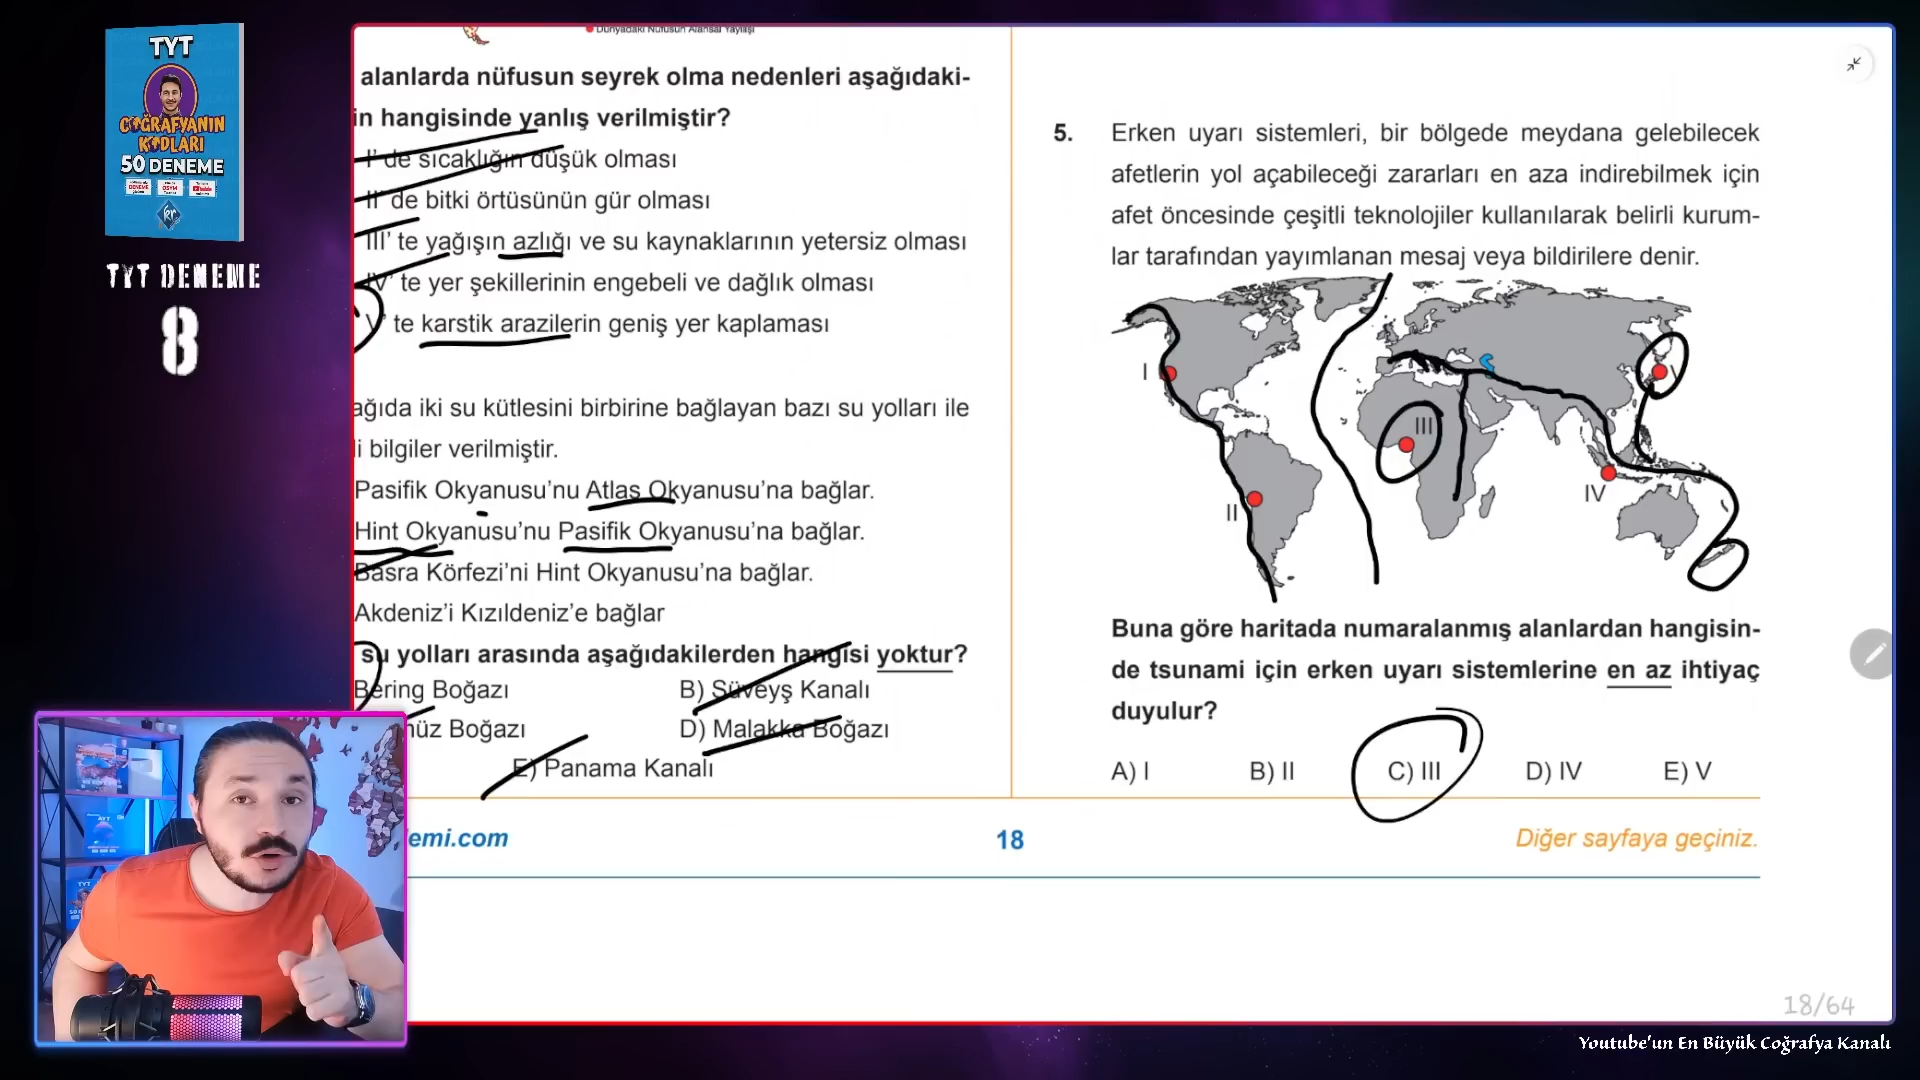 TYT
COĞRAFYANIN
KODLARI
50 DENEME
TYT DENEME
8
Dünyadaki Nüfusun Alansal Yayılışı
alanlarda nüfusun seyrek olma nedenleri aşağıdaki-
in hangisinde yanlış verilmiştir?
I' de sıcaklığın düşük olması
II' de bitki örtüsünün gür olması
III' te yağışın azlığı ve su kaynaklarının yetersiz olması
IV' te yer şekillerinin engebeli ve dağlık olması
V' te karstik arazilerin geniş yer kaplaması
ağıda iki su kütlesini birbirine bağlayan bazı su yolları ile
li bilgiler verilmiştir.
Pasifik Okyanusu'nu Atlas Okyanusu'na bağlar.
Hint Okyanusu'nu Pasifik Okyanusu'na bağlar.
Basra Körfezi'ni Hint Okyanusu'na bağlar.
Akdeniz'i Kızıldeniz'e bağlar
su yolları arasında aşağıdakilerden hangisi yoktur?
Bering Boğazı B) Süveyş Kanalı
müz Boğazı D) Malakka Boğazı
E) Panama Kanalı
emi.com
18
5. Erken uyarı sistemleri, bir bölgede meydana gelebilecek
afetlerin yol açabileceği zararları en aza indirebilmek için
afet öncesinde çeşitli teknolojiler kullanılarak belirli kurum-
lar tarafından yayımlanan mesaj veya bildirilere denir.
I
II
III
IV
V
Buna göre haritada numaralanmış alanlardan hangisin-
de tsunami için erken uyarı sistemlerine en az ihtiyaç
duyulur?
A) I B) II C) III D) IV E) V
Diğer sayfaya geçiniz.
18/64
Youtube'un En Büyük Coğrafya Kanalı